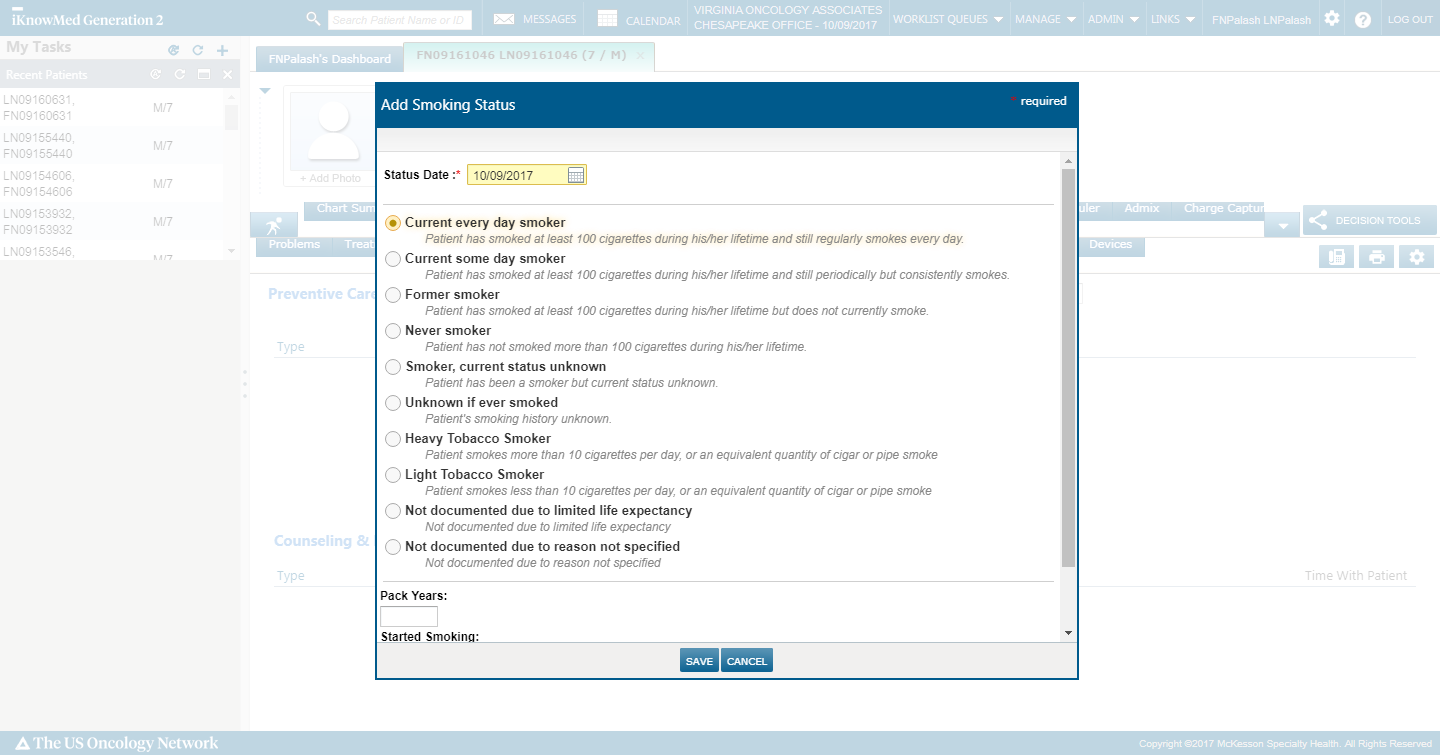 iKnowMed Generation 2
Search Patient Name or ID
MESSAGES
CALENDAR
VIRGINIA ONCOLOGY ASSOCIATES
CHESAPEAKE OFFICE - 10/09/2017
WORKLIST QUEUES
MANAGE
ADMIN
LINKS
FNPalash LNPalash
LOG OUT
My Tasks
Recent Patients
LN09160631,
FN09160631
M/7
LN09155440,
FN09155440
M/7
LN09154606,
FN09154606
M/7
LN09153932,
FN09153932
M/7
LN09153546,
M/7
FNPalash's Dashboard
FN09161046 LN09161046 (7 / M)
+ Add Photo
Chart Sum
uler
Admix
Charge Captur
DECISION TOOLS
Problems
Treat
Devices
Preventive Care
Type
Counseling &
Type
Time With Patient
Add Smoking Status
required
Status Date :*
10/09/2017
Current every day smoker
Patient has smoked at least 100 cigarettes during his/her lifetime and still regularly smokes every day.
Current some day smoker
Patient has smoked at least 100 cigarettes during his/her lifetime and still periodically but consistently smokes.
Former smoker
Patient has smoked at least 100 cigarettes during his/her lifetime but does not currently smoke.
Never smoker
Patient has not smoked more than 100 cigarettes during his/her lifetime.
Smoker, current status unknown
Patient has been a smoker but current status unknown.
Unknown if ever smoked
Patient's smoking history unknown.
Heavy Tobacco Smoker
Patient smokes more than 10 cigarettes per day, or an equivalent quantity of cigar or pipe smoke
Light Tobacco Smoker
Patient smokes less than 10 cigarettes per day, or an equivalent quantity of cigar or pipe smoke
Not documented due to limited life expectancy
Not documented due to limited life expectancy
Not documented due to reason not specified
Not documented due to reason not specified
Pack Years:
Started Smoking:
SAVE
CANCEL
The US Oncology Network
Copyright ©2017 McKesson Specialty Health. All Rights Reserved